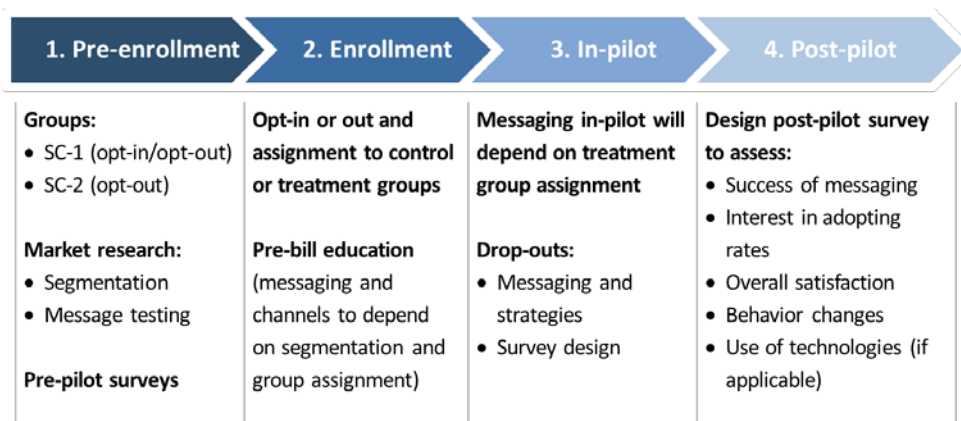 1. Pre-enrollment
2. Enrollment
3. In-pilot
4. Post-pilot
Groups:
• SC-1 (opt-in/opt-out)
• SC-2 (opt-out)
Market research:
• Segmentation
• Message testing
Pre-pilot surveys
Opt-in or out and
assignment to control
or treatment groups
Pre-bill education
(messaging and
channels to depend
on segmentation and
group assignment)
Messaging in-pilot will
depend on treatment
group assignment
Drop-outs:
• Messaging and
strategies
• Survey design
Design post-pilot survey
to assess:
• Success of messaging
• Interest in adopting
rates
• Overall satisfaction
• Behavior changes
• Use of technologies (if
applicable)